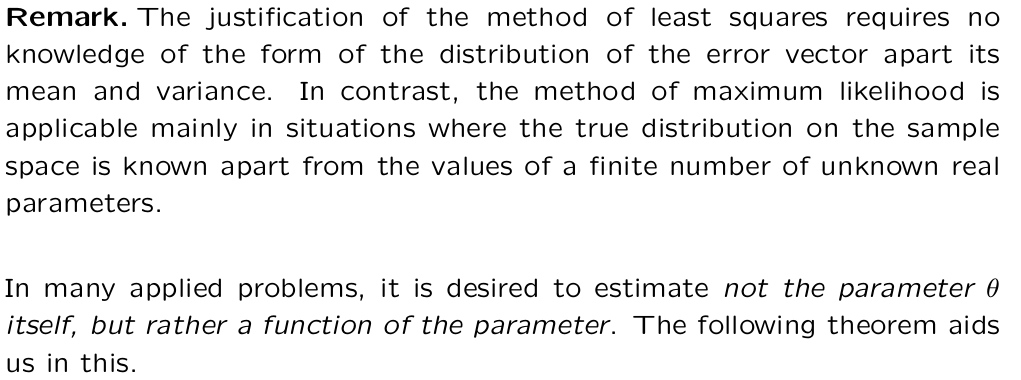 Remark. The justification of the method of least squares requires no
knowledge of the form of the distribution of the error vector apart its
mean and variance. In contrast, the method of maximum likelihood is
applicable mainly in situations where the true distribution on the sample
space is known apart from the values of a finite number of unknown real
parameters.
In many applied problems, it is desired to estimate not the parameter θ
itself, but rather a function of the parameter. The following theorem aids
us in this.